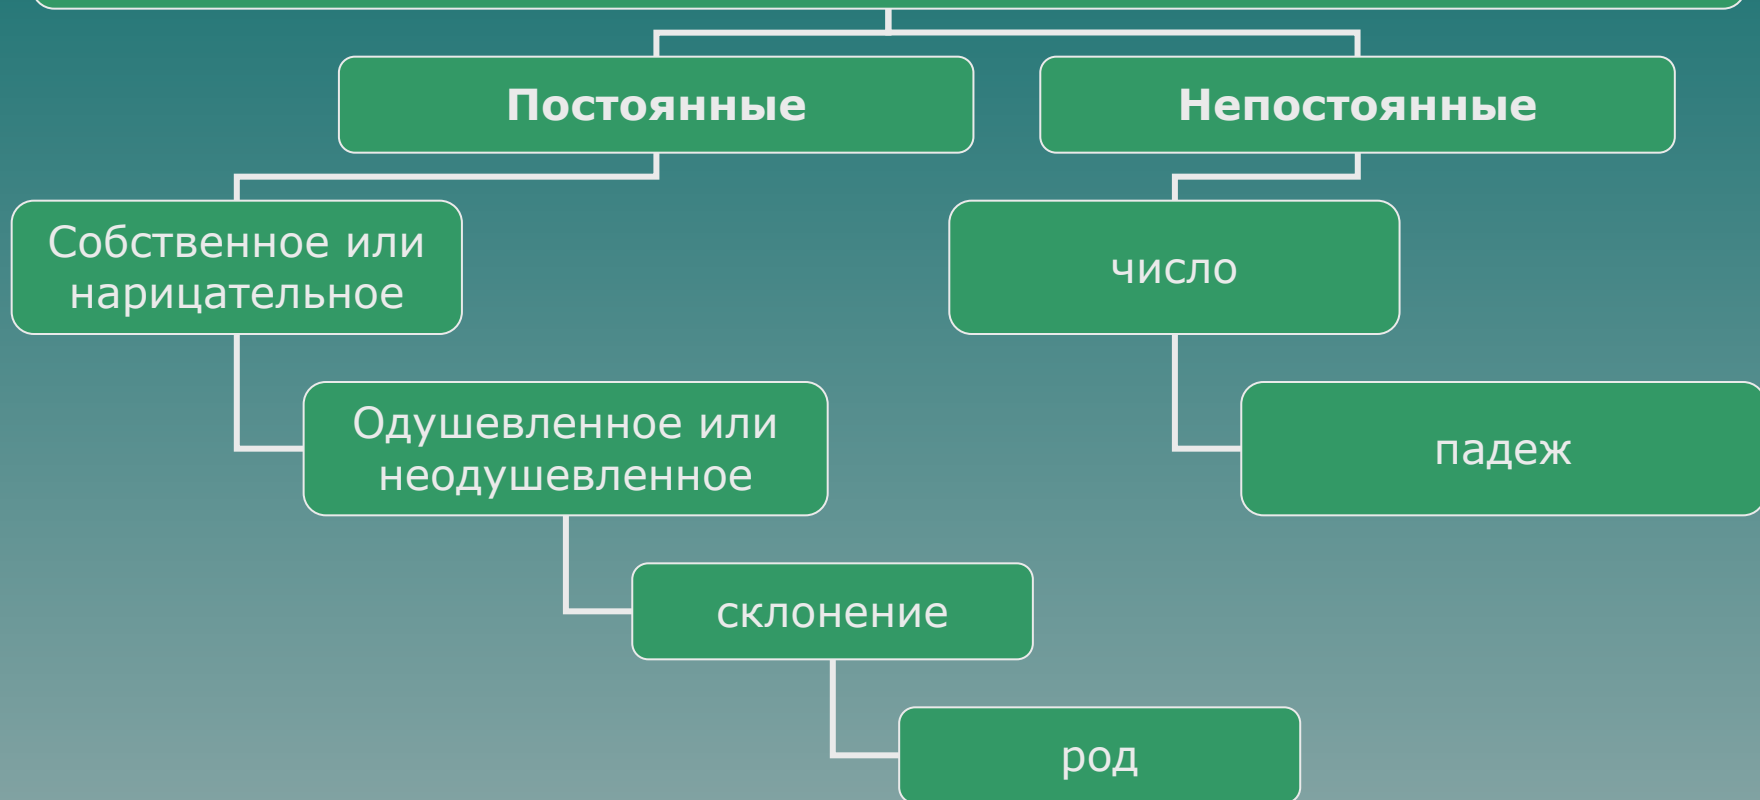 Постоянные
Непостоянные
Собственное или
нарицательное
число
Одушевленное или
неодушевленное
падеж
склонение
род